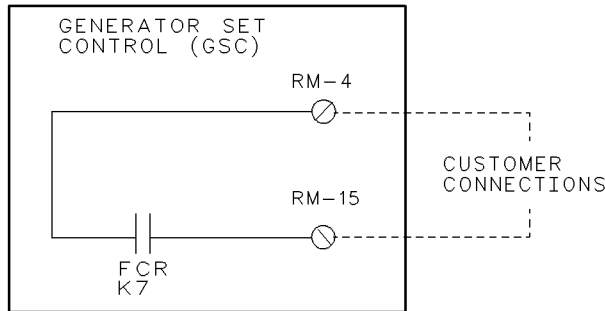 GENERATOR SET
CONTROL (GSC)
RM-4
CUSTOMER
CONNECTIONS
RM-15
FCR
K7